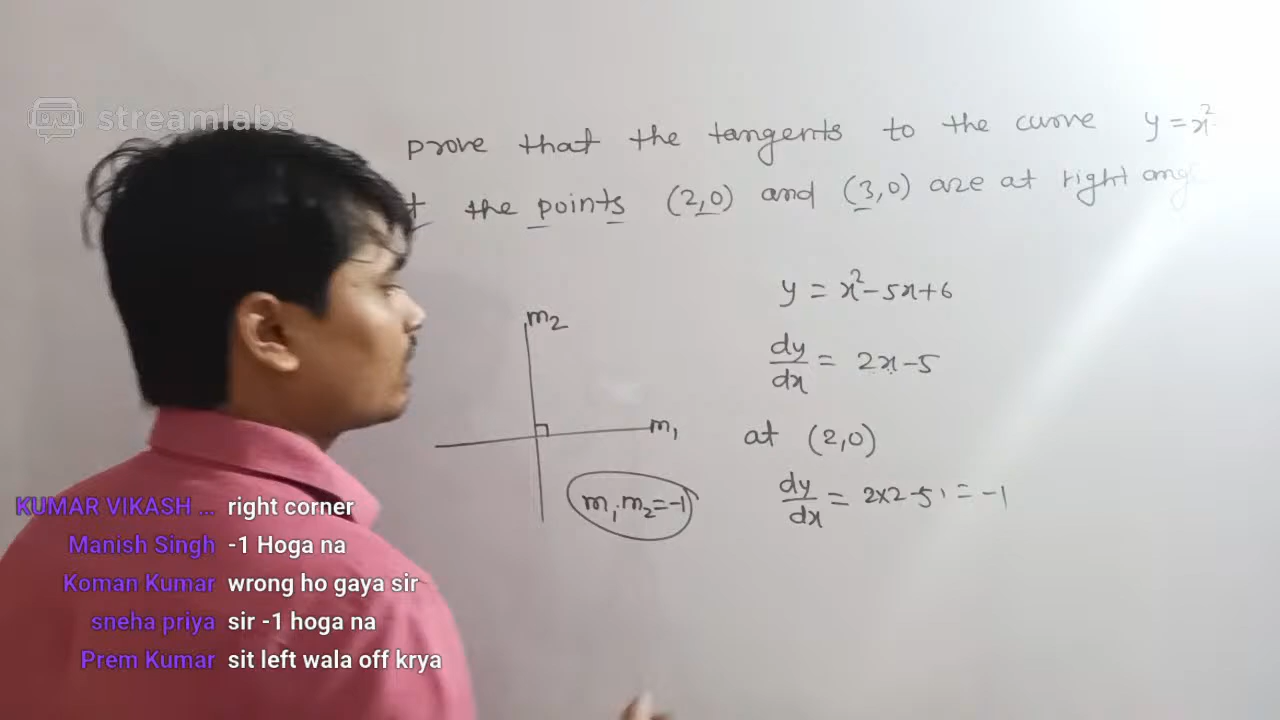 streamlabs
prove that the tangents to the curve y = x²
the points (2,0) and (3,0) are at right
y = x² - 5x + 6
m₂
dy/dx = 2x - 5
m₁
at (2,0)
m₁. m₂ = -1
dy/dx = 2×2 - 5 = -1
KUMAR VIKASH ... right corner
Manish Singh -1 Hoga na
Koman Kumar wrong ho gaya sir
sneha priya sir -1 hoga na
Prem Kumar sit left wala off krya